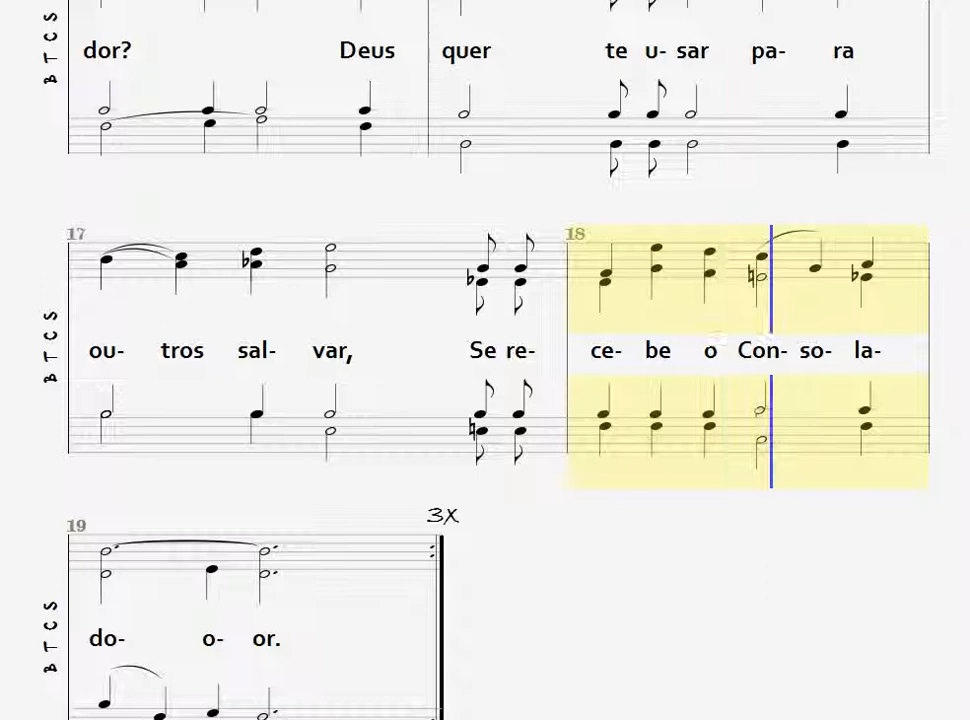 S
C
T
B
dor? Deus quer te u- sar pa- ra
17 18
S
C
T
B
ou- tros sal- var, Se re- ce- be o Con- so- la-
19 3X
S
C
T
B
do- o- or.